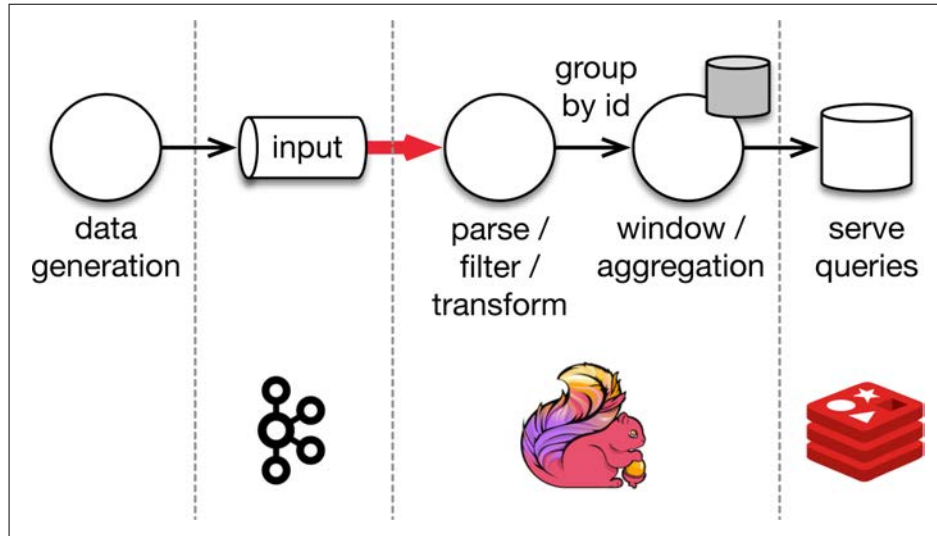 group
by id
input
data
generation
parse /
filter /
transform
window /
aggregation
serve
queries